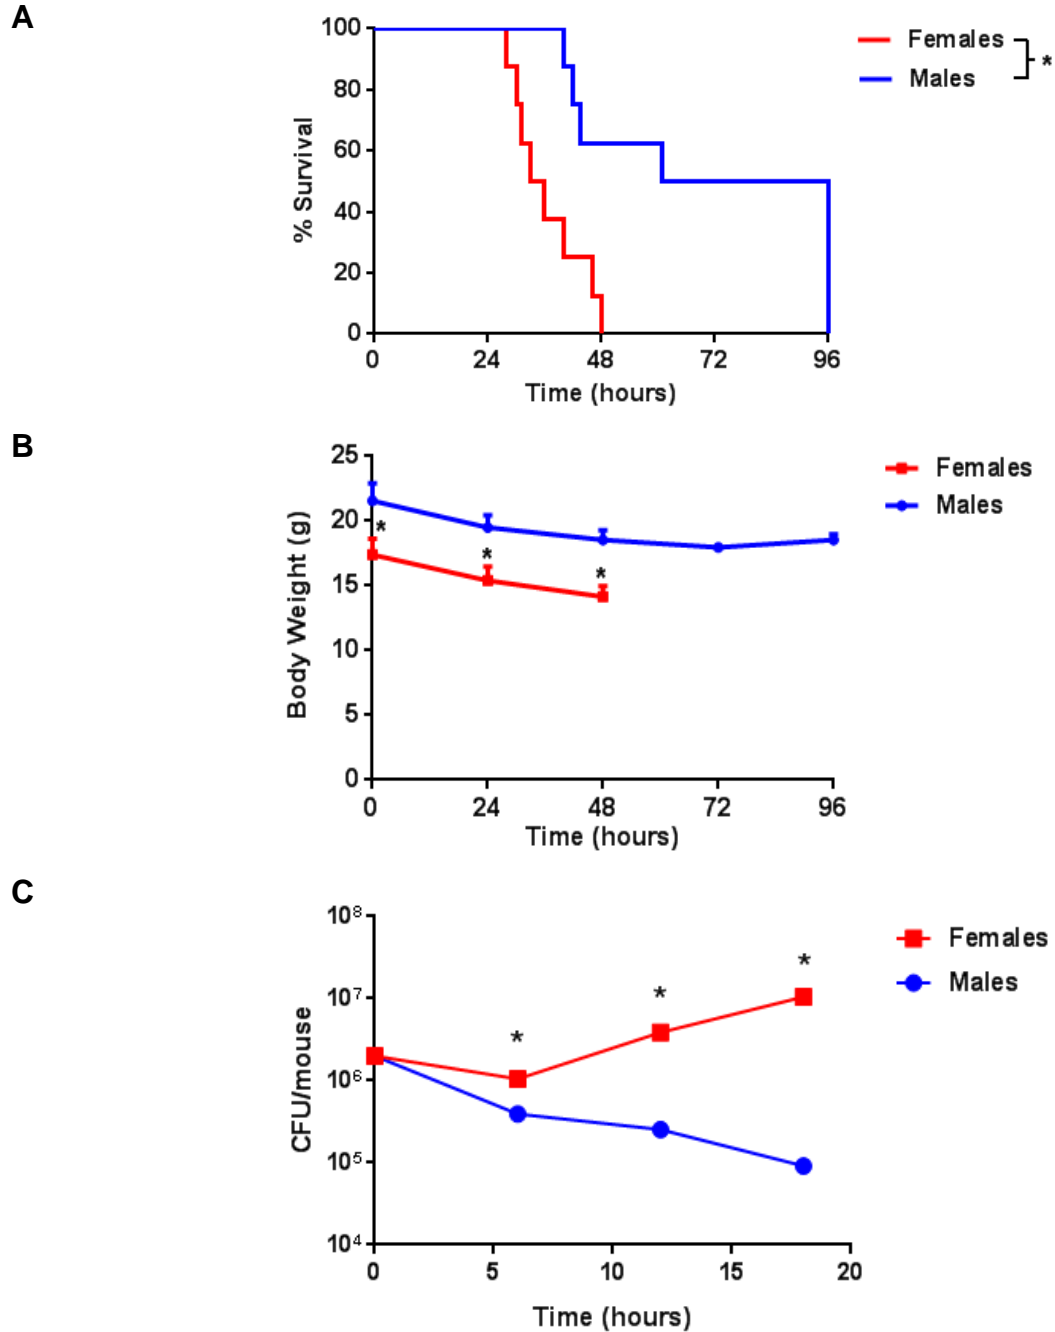 A
100
80
60
40
20
0
% Survival
0 24 48 72 96
Time (hours)
Females
Males
*
B
25
20
15
10
5
0
Body Weight (g)
* * *
0 24 48 72 96
Time (hours)
Females
Males
C
10⁸
10⁷
10⁶
10⁵
10⁴
CFU/mouse
* * *
0 5 10 15 20
Time (hours)
Females
Males